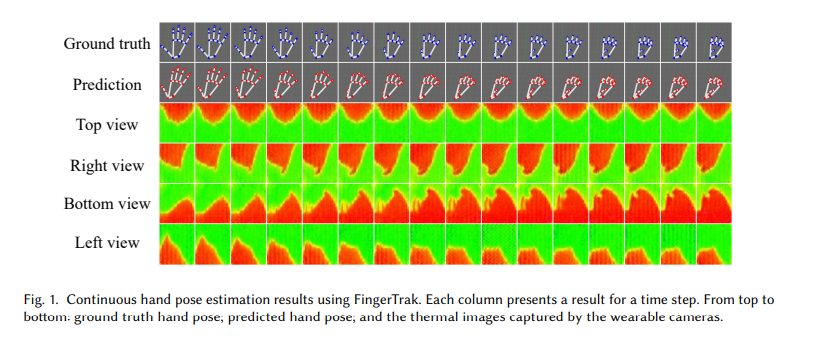 Ground truth
Prediction
Top view
Right view
Bottom view
Left view
Fig. 1. Continuous hand pose estimation results using FingerTrak. Each column presents a result for a time step. From top to
bottom: ground truth hand pose; predicted hand pose; and the thermal images captured by the wearable cameras.